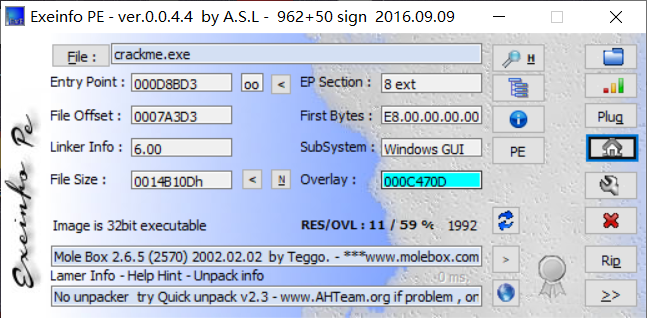 Exeinfo PE - ver.0.0.4.4 by A.S.L - 962+50 sign 2016.09.09
File : crackme.exe H
Entry Point : 000D8BD3 oo < EP Section : 8 ext
File Offset : 0007A3D3 First Bytes : E8.00.00.00.00 Plug
Linker Info : 6.00 SubSystem : Windows GUI PE
File Size : 0014B10Dh < N Overlay : 000C470D
Image is 32bit executable RES/OVL : 11 / 59 % 1992
Mole Box 2.6.5 (2570) 2002.02.02 by Teggo. - ***www.molebox.com > Rip
Lamer Info - Help Hint - Unpack info 0 ms.
No unpacker try Quick unpack v2.3 - www.AHTeam.org if problem , on >>
Exeinfo Pe